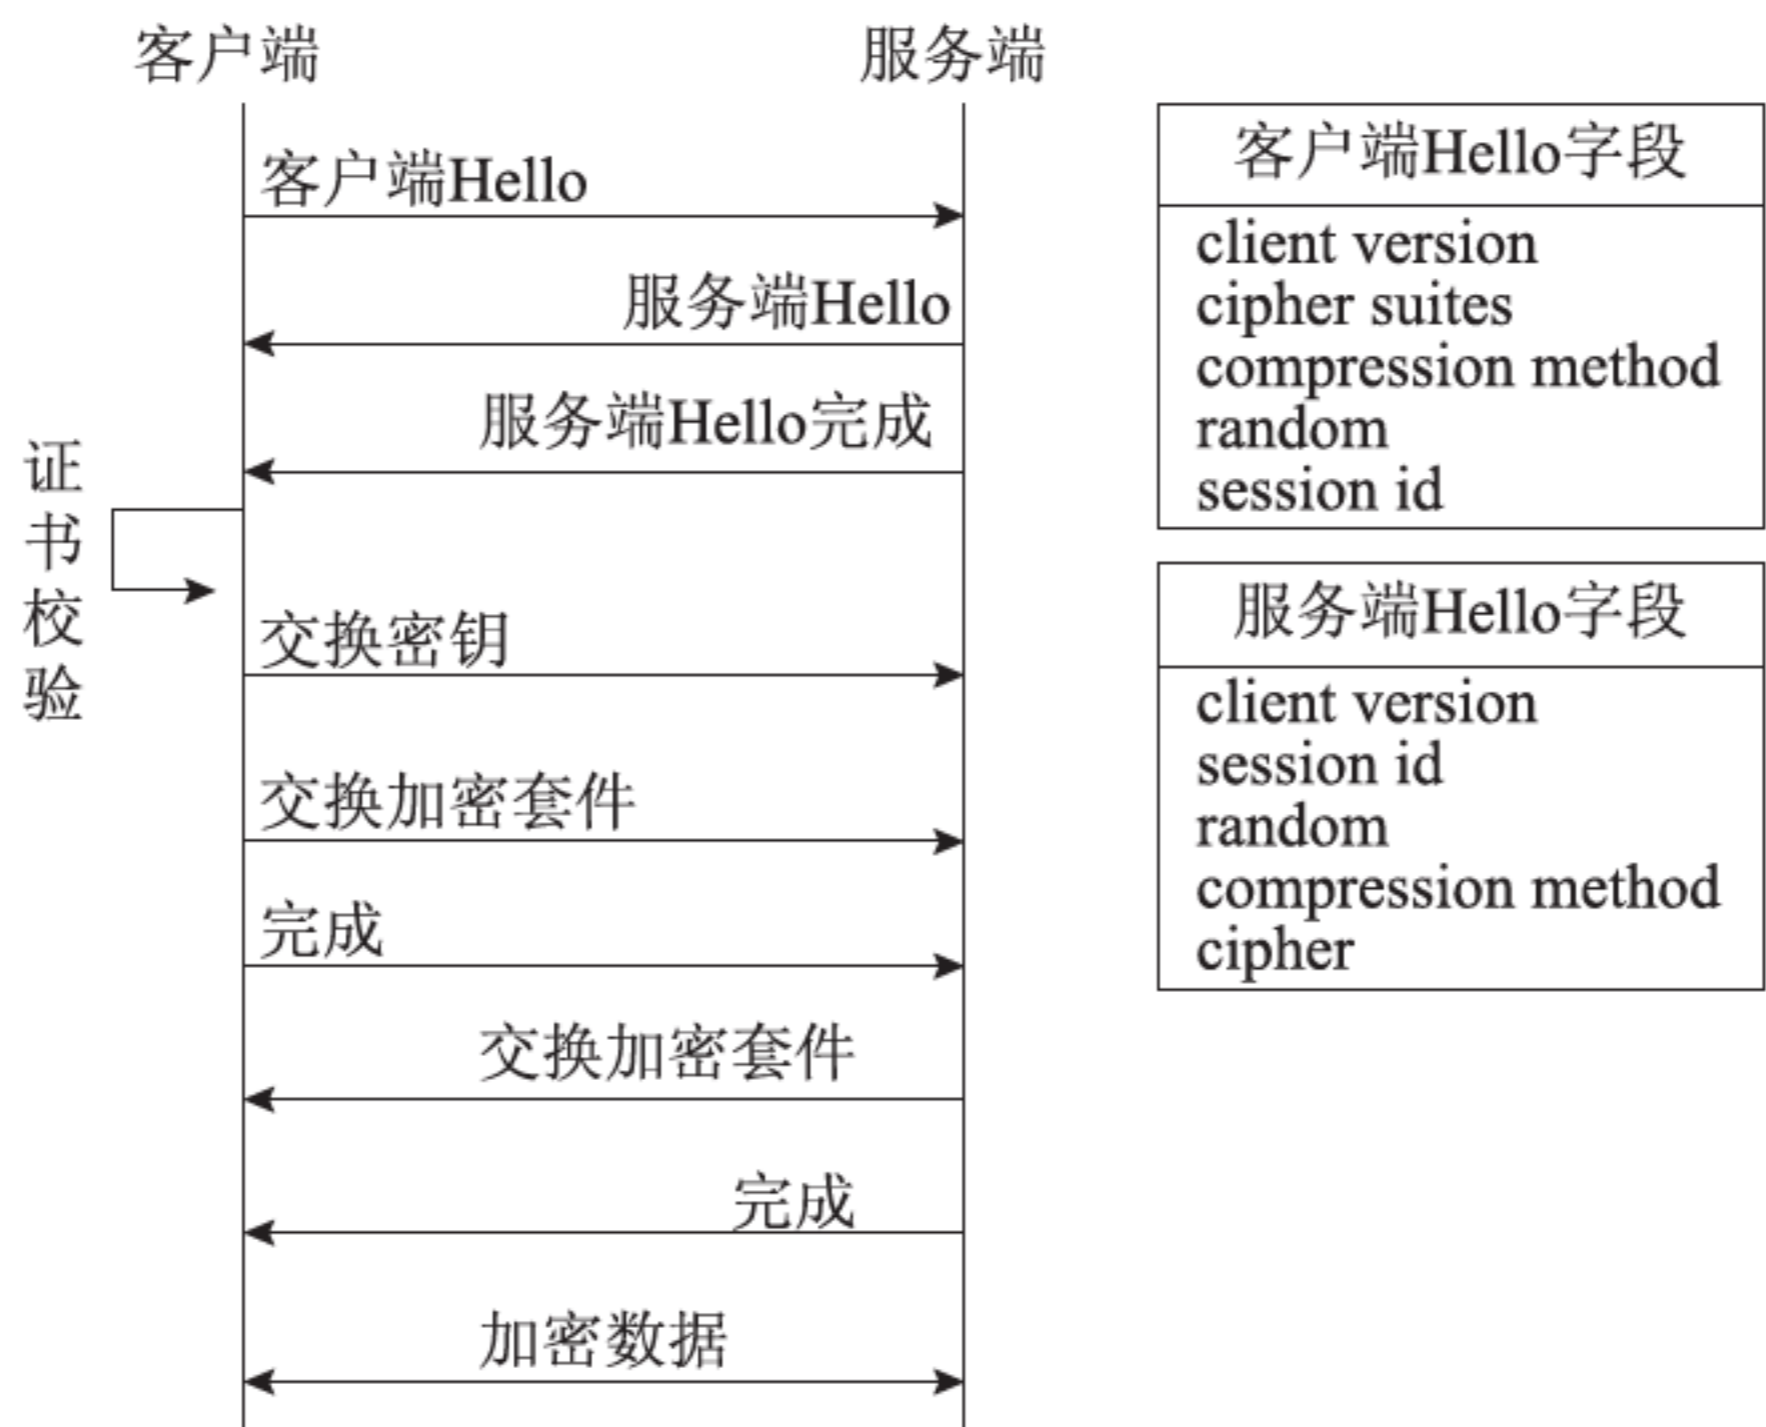 客户端
服务端
客户端Hello
服务端Hello
服务端Hello完成
证书校验
交换密钥
交换加密套件
完成
交换加密套件
完成
加密数据
客户端Hello字段
client version
cipher suites
compression method
random
session id
服务端Hello字段
client version
session id
random
compression method
cipher